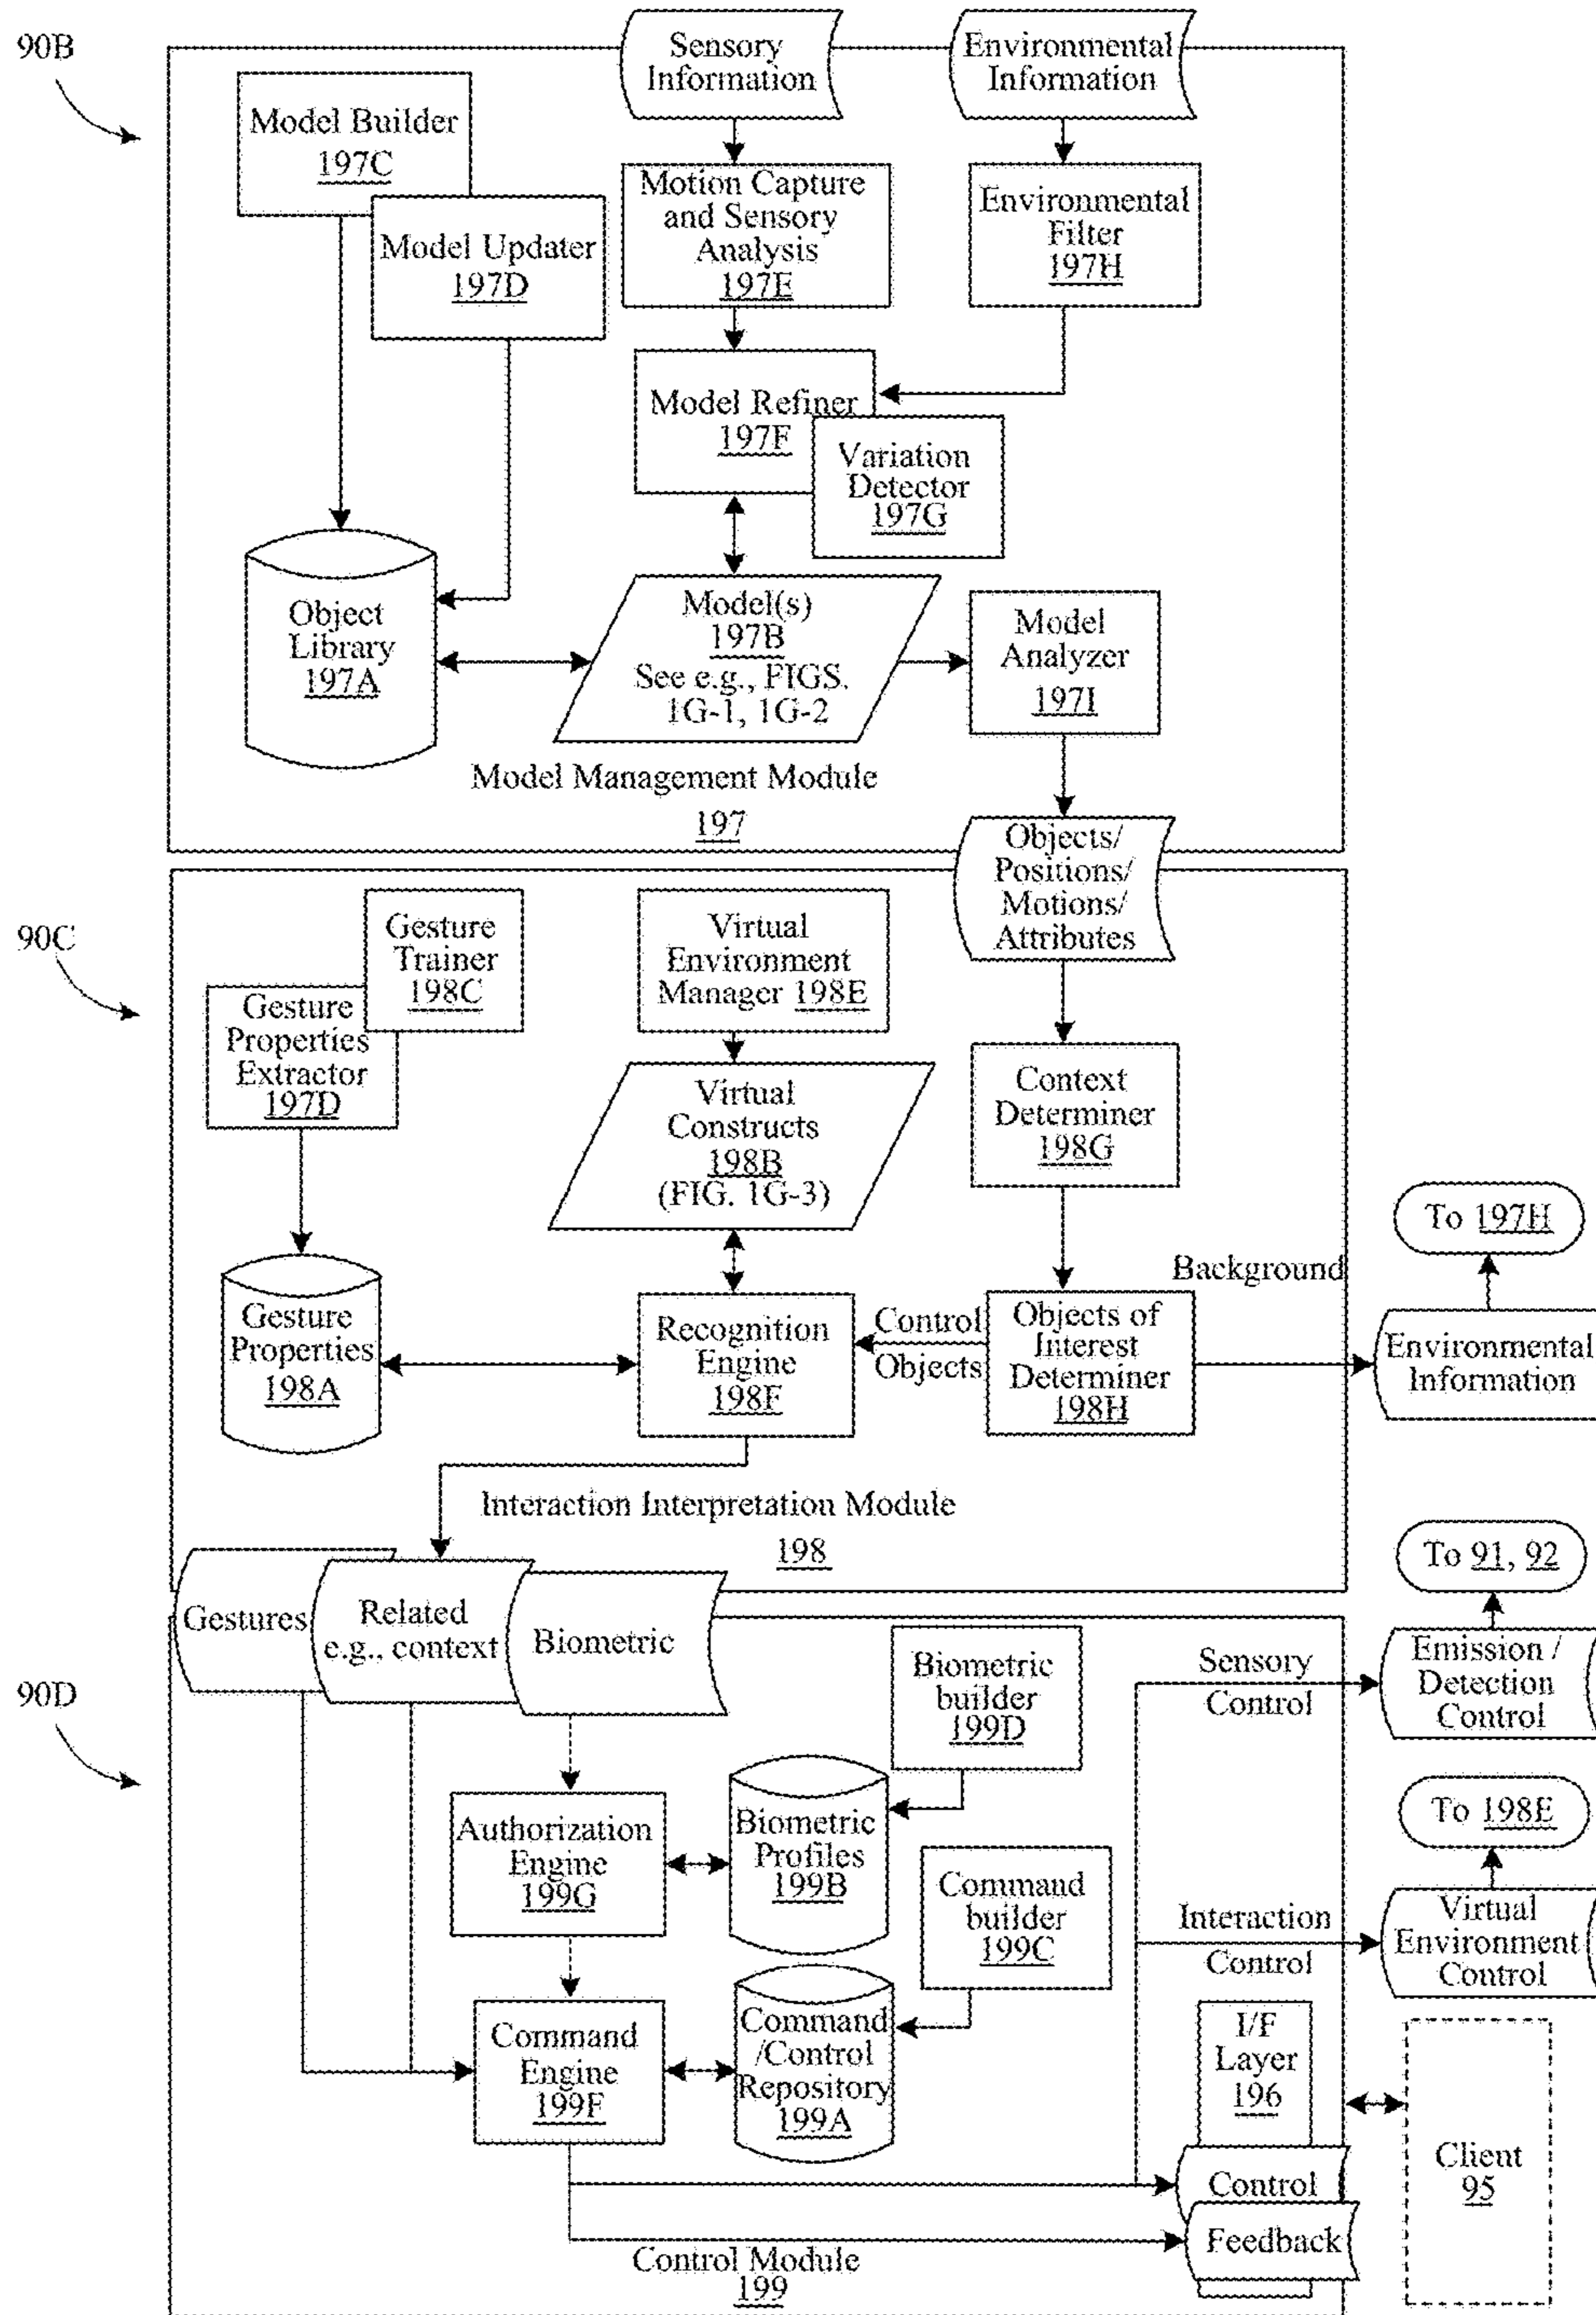 90B
Sensory
Information
Environmental
Information
Model Builder
197C
Model Updater
197D
Motion Capture
and Sensory
Analysis
197E
Environmental
Filter
197H
Model Refiner
197F
Variation
Detector
197G
Object
Library
197A
Model(s)
197B
See e.g., FIGS.
1G-1, 1G-2
Model
Analyzer
197I
Model Management Module
197
Objects/
Positions/
Motions/
Attributes
90C
Gesture
Trainer
198C
Gesture
Properties
Extractor
197D
Virtual
Environment
Manager 198E
Virtual
Constructs
198B
(FIG. 1G-3)
Context
Determiner
198G
To 197H
Background
Gesture
Properties
198A
Recognition
Engine
198F
Control
Objects
Objects of
Interest
Determiner
198H
Environmental
Information
Interaction Interpretation Module
198
To 91, 92
Gestures
Related
e.g., context
Biometric
90D
Biometric
builder
199D
Sensory
Control
Emission /
Detection
Control
To 198E
Authorization
Engine
199G
Biometric
Profiles
199B
Command
builder
199C
Interaction
Control
Virtual
Environment
Control
Command
Engine
199F
Command
/Control
Repository
199A
I/F
Layer
196
Client
95
Control
Feedback
Control Module
199